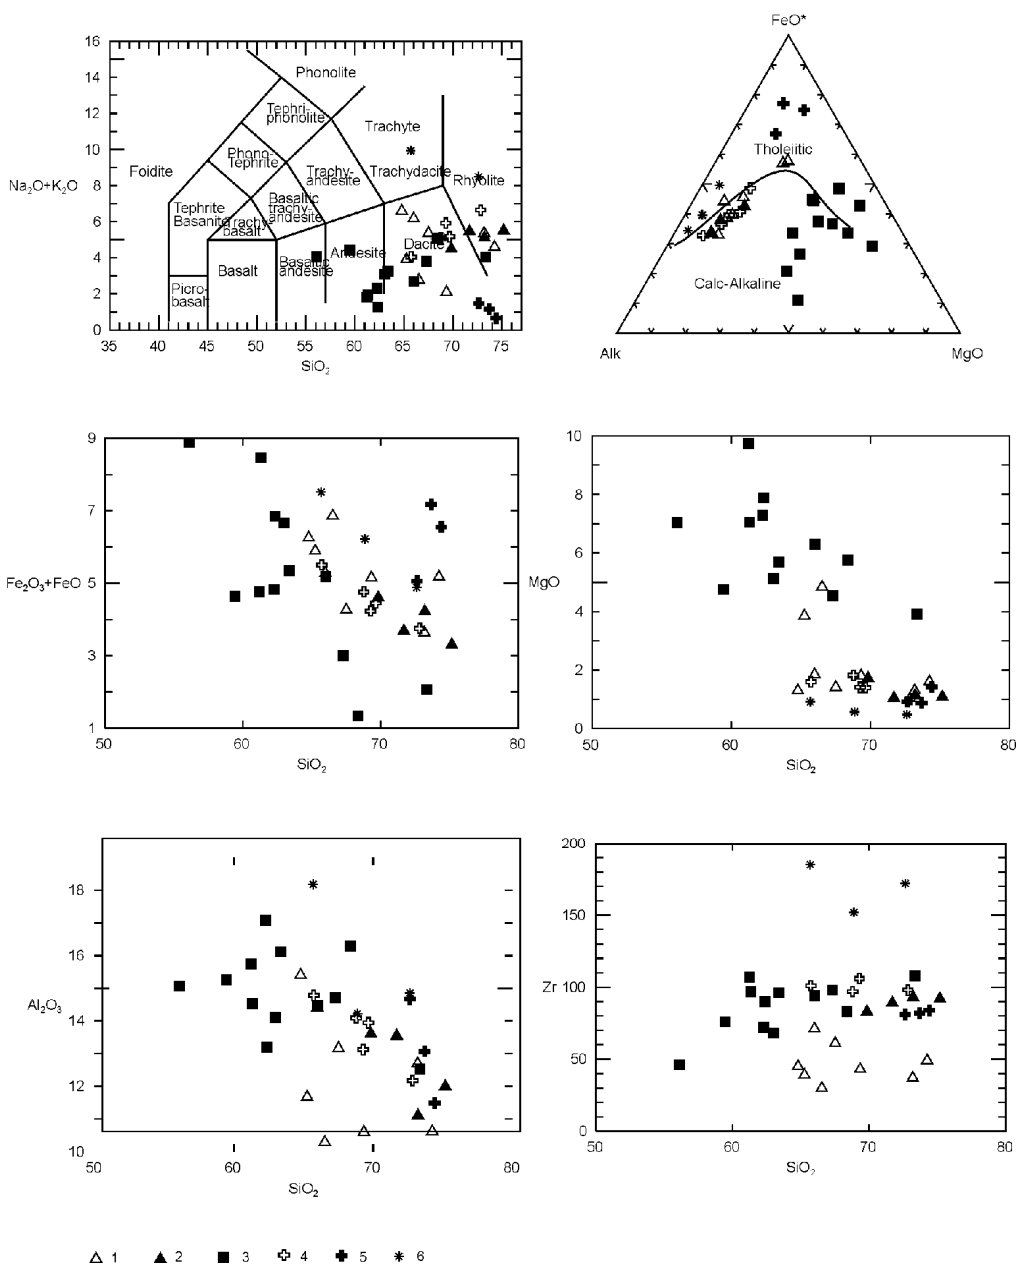 FeO*
16
14
12
10
8
6
4
2
0
Na₂O+K₂O
Phonolite
Tephri-
phonolite
Trachyte
Foidite
Phono-
Tephrite
Trachy-
andesite
Trachydacite
Rhyolite
Tephrite
Basanite
Trachy-
basalt
Basaltic
trachy-
andesite
Dacite
Andesite
Basaltic
andesite
Basalt
Picro-
basalt
35 40 45 50 55 60 65 70 75
SiO₂
Tholeiitic
Calc-Alkaline
Alk
MgO
9
7
5
3
1
Fe₂O₃+FeO
50 60 70 80
SiO₂
10
8
6
4
2
0
MgO
50 60 70 80
SiO₂
18
16
14
12
10
Al₂O₃
50 60 70 80
SiO₂
200
150
100
50
0
Zr
50 60 70 80
SiO₂
1 2 3 4 5 6